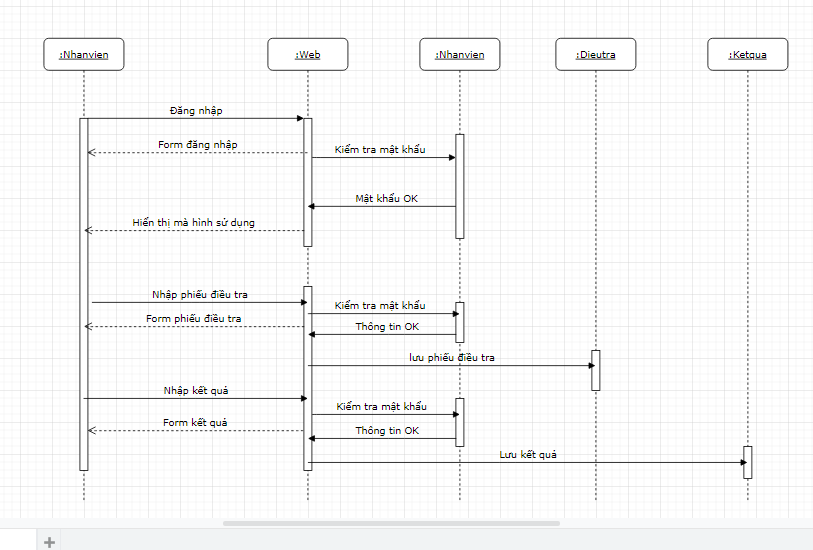 :Nhanvien
:Web
:Nhanvien
:Dieutra
:Ketqua
Đăng nhập
Form đăng nhập
Kiểm tra mật khẩu
Mật khẩu OK
Hiển thị mà hình sử dụng
Nhập phiếu điều tra
Kiểm tra mật khẩu
Form phiếu điều tra
Thông tin OK
lưu phiếu điều tra
Nhập kết quả
Kiểm tra mật khẩu
Form kết quả
Thông tin OK
Lưu kết quả